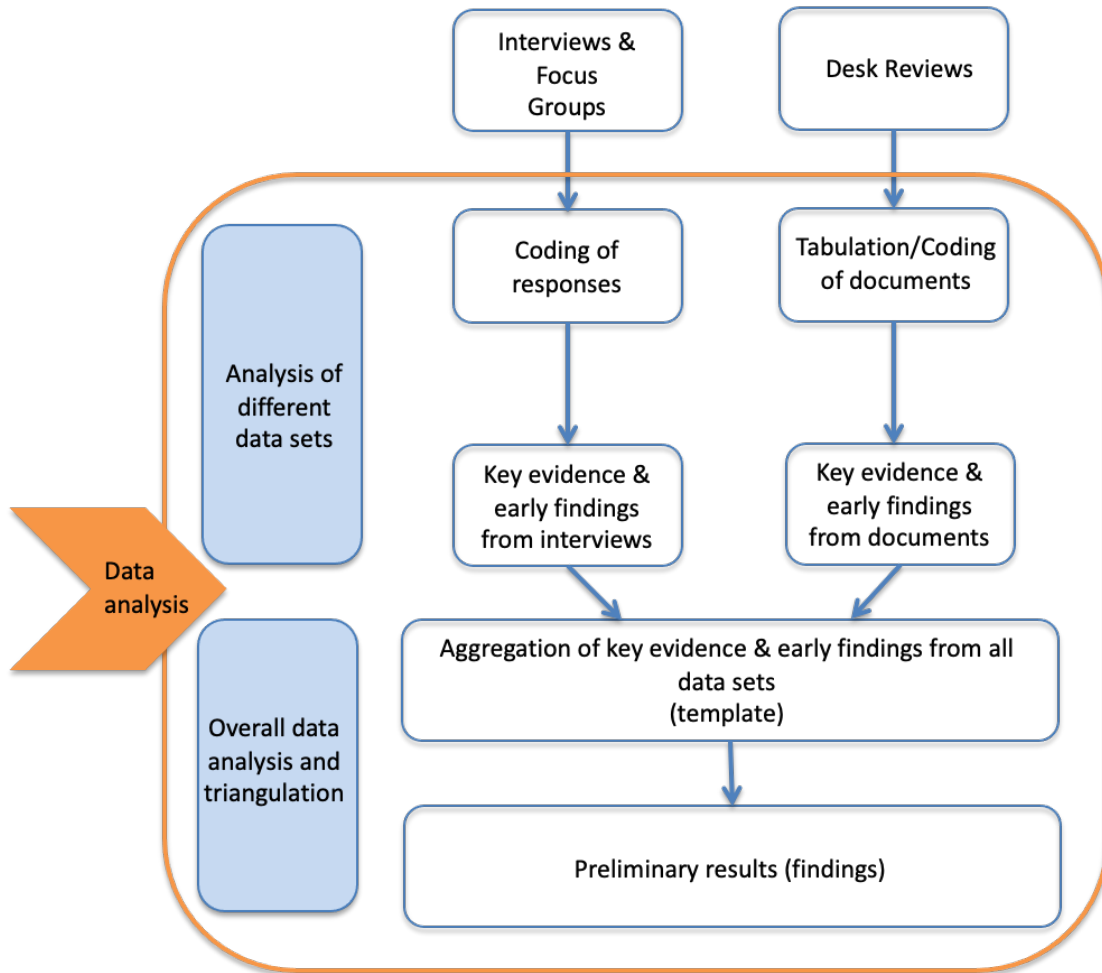 Interviews &
Focus
Groups
Desk Reviews
Coding of
responses
Tabulation/Coding
of documents
Analysis of
different
data sets
Key evidence &
early findings
from interviews
Key evidence &
early findings
from documents
Data
analysis
Aggregation of key evidence & early findings from all
data sets
(template)
Overall data
analysis and
triangulation
Preliminary results (findings)